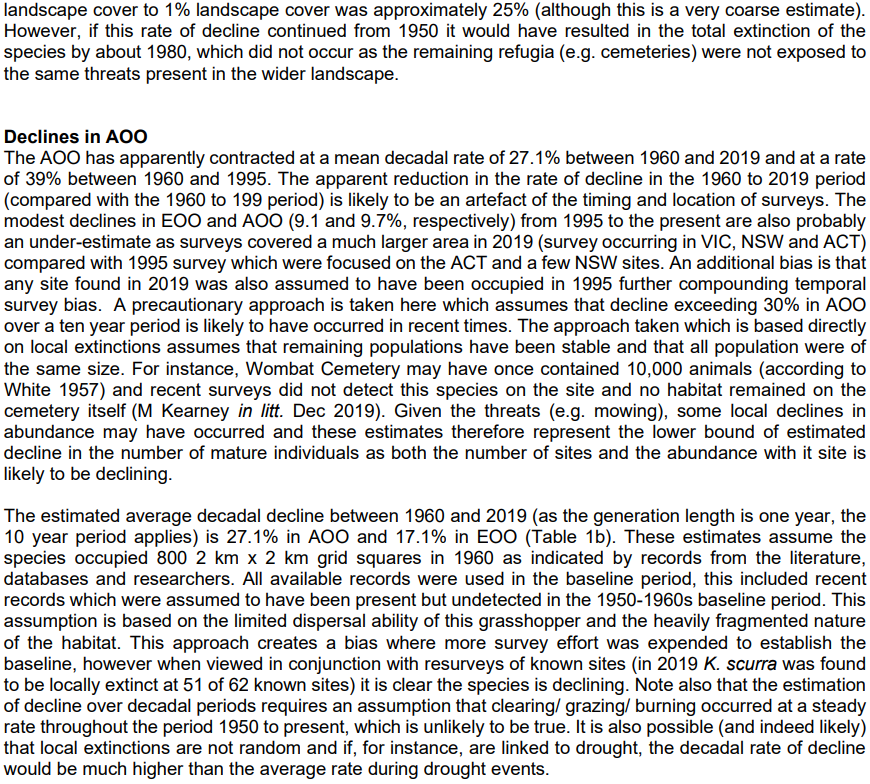 landscape cover to 1% landscape cover was approximately 25% (although this is a very coarse estimate).
However, if this rate of decline continued from 1950 it would have resulted in the total extinction of the
species by about 1980, which did not occur as the remaining refugia (e.g. cemeteries) were not exposed to
the same threats present in the wider landscape.
Declines in AOO
The AOO has apparently contracted at a mean decadal rate of 27.1% between 1960 and 2019 and at a rate
of 39% between 1960 and 1995. The apparent reduction in the rate of decline in the 1960 to 2019 period
(compared with the 1960 to 199 period) is likely to be an artefact of the timing and location of surveys. The
modest declines in EOO and AOO (9.1 and 9.7%, respectively) from 1995 to the present are also probably
an under-estimate as surveys covered a much larger area in 2019 (survey occurring in VIC, NSW and ACT)
compared with 1995 survey which were focused on the ACT and a few NSW sites. An additional bias is that
any site found in 2019 was also assumed to have been occupied in 1995 further compounding temporal
survey bias. A precautionary approach is taken here which assumes that decline exceeding 30% in AOO
over a ten year period is likely to have occurred in recent times. The approach taken which is based directly
on local extinctions assumes that remaining populations have been stable and that all population were of
the same size. For instance, Wombat Cemetery may have once contained 10,000 animals (according to
White 1957) and recent surveys did not detect this species on the site and no habitat remained on the
cemetery itself (M Kearney in litt. Dec 2019). Given the threats (e.g. mowing), some local declines in
abundance may have occurred and these estimates therefore represent the lower bound of estimated
decline in the number of mature individuals as both the number of sites and the abundance with it site is
likely to be declining.
The estimated average decadal decline between 1960 and 2019 (as the generation length is one year, the
10 year period applies) is 27.1% in AOO and 17.1% in EOO (Table 1b). These estimates assume the
species occupied 800 2 km x 2 km grid squares in 1960 as indicated by records from the literature,
databases and researchers. All available records were used in the baseline period, this included recent
records which were assumed to have been present but undetected in the 1950-1960s baseline period. This
assumption is based on the limited dispersal ability of this grasshopper and the heavily fragmented nature
of the habitat. This approach creates a bias where more survey effort was expended to establish the
baseline, however when viewed in conjunction with resurveys of known sites (in 2019 K. scurra was found
to be locally extinct at 51 of 62 known sites) it is clear the species is declining. Note also that the estimation
of decline over decadal periods requires an assumption that clearing/ grazing/ burning occurred at a steady
rate throughout the period 1950 to present, which is unlikely to be true. It is also possible (and indeed likely)
that local extinctions are not random and if, for instance, are linked to drought, the decadal rate of decline
would be much higher than the average rate during drought events.